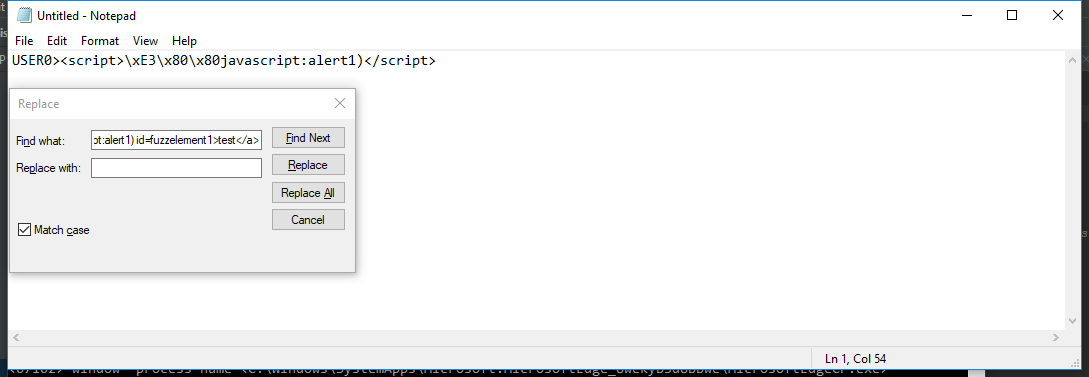 Untitled - Notepad
File Edit Format View Help
USER0><script>\xE3\x80\x80javascript:alert1)</script>
Replace
Find what: pt:alert1) id=fuzzelement1>test</a> Find Next
Replace with: Replace
Replace All
Cancel
Match case
Ln 1, Col 54